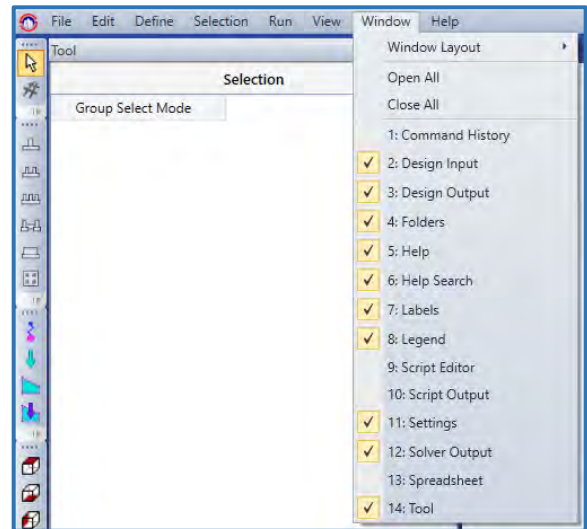 File Edit Define Selection Run View Window Help
Tool
Selection
Group Select Mode
Window Layout
Open All
Close All
1: Command History
2: Design Input
3: Design Output
4: Folders
5: Help
6: Help Search
7: Labels
8: Legend
9: Script Editor
10: Script Output
11: Settings
12: Solver Output
13: Spreadsheet
14: Tool